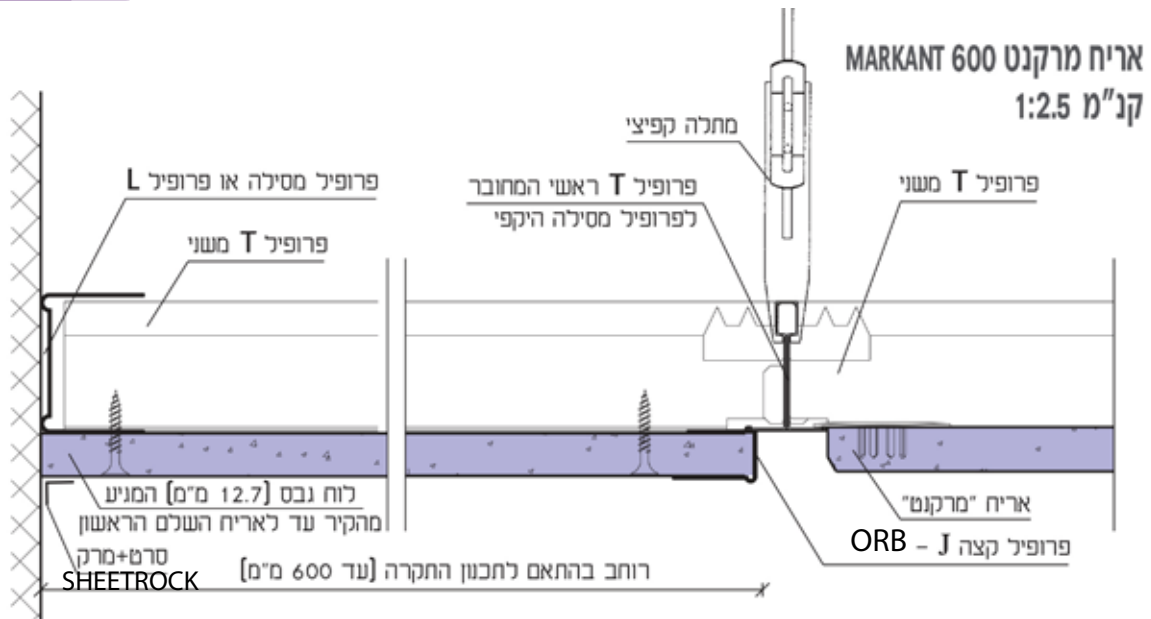 אריח מרקנט MARKANT 600
קנ"מ 1:2.5
מתלה קפיצי
פרופיל T משני
פרופיל T ראשי המחובר
לפרופיל מסילה היקפי
פרופיל מסילה או פרופיל L
פרופיל T משני
לוח גבס (12.7 מ"מ) המגיע
מהקיר עד לאריח השלם הראשון
סרט+מרק
SHEETROCK
אריח "מרקנט"
פרופיל קצה J - ORB
רוחב בהתאם לתכנון התקרה (עד 600 מ"מ)